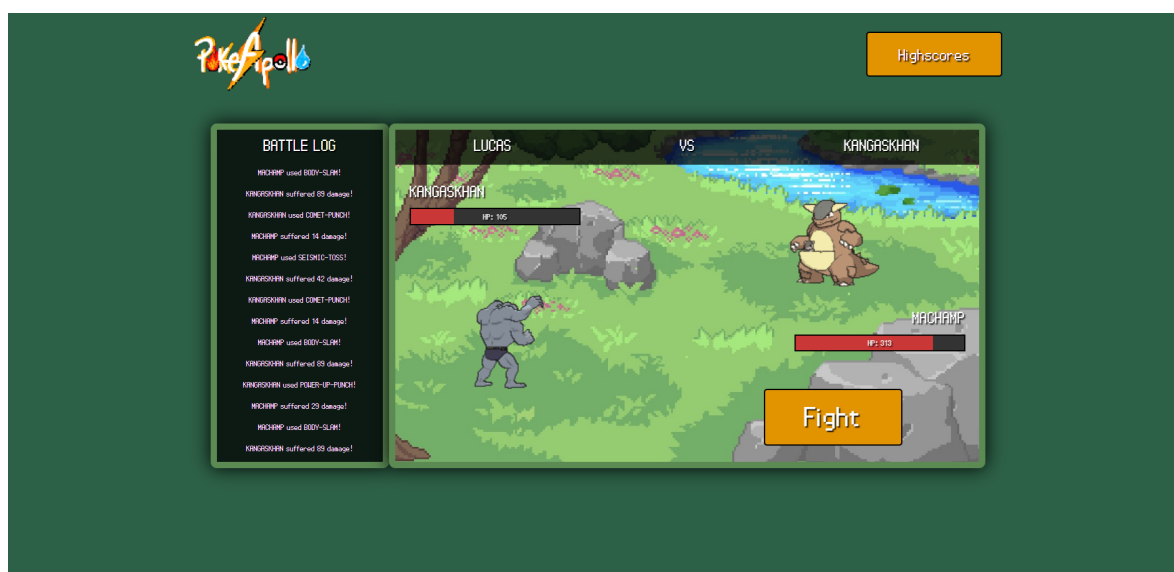 PokeApollo
Highscores
BATTLE LOG
MACHAMP used BODY-SLAM!
KANGASKHAN suffered 89 damage!
KANGASKHAN used COMET-PUNCH!
MACHAMP suffered 14 damage!
MACHAMP used SEISMIC-TOSS!
KANGASKHAN suffered 42 damage!
KANGASKHAN used COMET-PUNCH!
MACHAMP suffered 14 damage!
MACHAMP used BODY-SLAM!
KANGASKHAN suffered 89 damage!
KANGASKHAN used POWER-UP-PUNCH!
MACHAMP suffered 29 damage!
MACHAMP used BODY-SLAM!
KANGASKHAN suffered 89 damage!
LUCAS VS KANGASKHAN
KANGASKHAN
HP: 105
MACHAMP
HP: 313
Fight